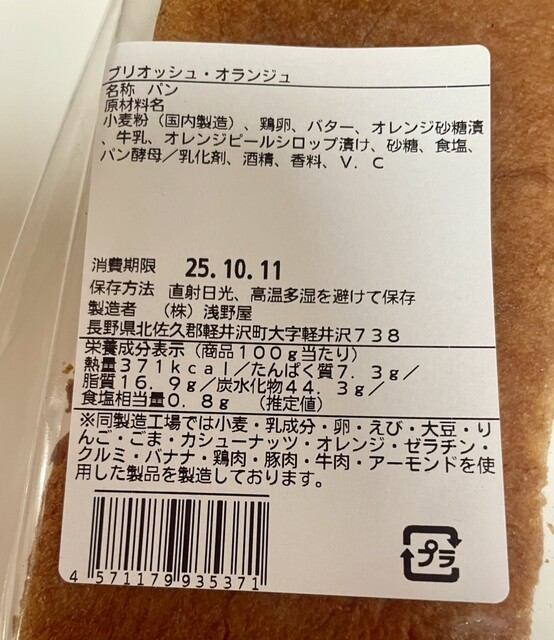 ブリオッシュ・オランジュ
名称 パン
原材料名
小麦粉（国内製造）、鶏卵、バター、オレンジ砂糖漬
、牛乳、オレンジピールシロップ漬け、砂糖、食塩、
パン酵母／乳化剤、酒精、香料、Ｖ．Ｃ
消費期限 25.10.11
保存方法 直射日光、高温多湿を避けて保存
製造者 （株）浅野屋
長野県北佐久郡軽井沢町大字軽井沢７３８
栄養成分表示（商品１００ｇ当たり）
熱量３７１ｋｃａｌ／たんぱく質７．３ｇ／
脂質１６．９ｇ／炭水化物４４．３ｇ／
食塩相当量０．８ｇ （推定値）
※同製造工場では小麦・乳成分・卵・えび・大豆・り
んご・ごま・カシューナッツ・オレンジ・ゼラチン・
クルミ・バナナ・鶏肉・豚肉・牛肉・アーモンドを使
用した製品を製造しております。
4 571179 935371
プラ